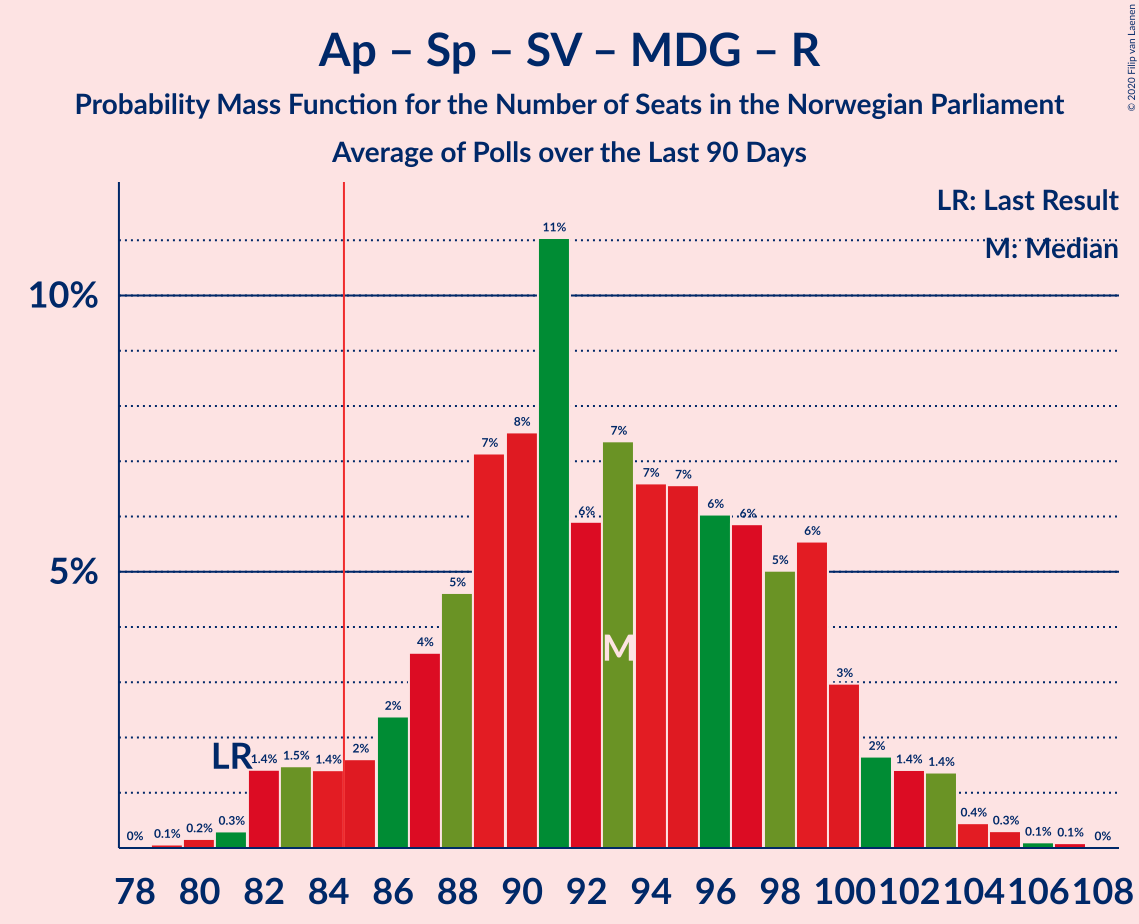 Ap – Sp – SV – MDG – R
Probability Mass Function for the Number of Seats in the Norwegian Parliament
Average of Polls over the Last 90 Days
© 2020 Filip van Laenen
LR: Last Result
M: Median
10%
5%
LR
M
0% 0.1% 0.2% 0.3% 1.4% 1.5% 1.4% 2% 2% 4% 5% 7% 8% 11% 6% 7% 7% 7% 6% 6% 5% 6% 3% 2% 1.4% 1.4% 0.4% 0.3% 0.1% 0.1% 0%
78 80 82 84 86 88 90 92 94 96 98 100 102 104 106 108